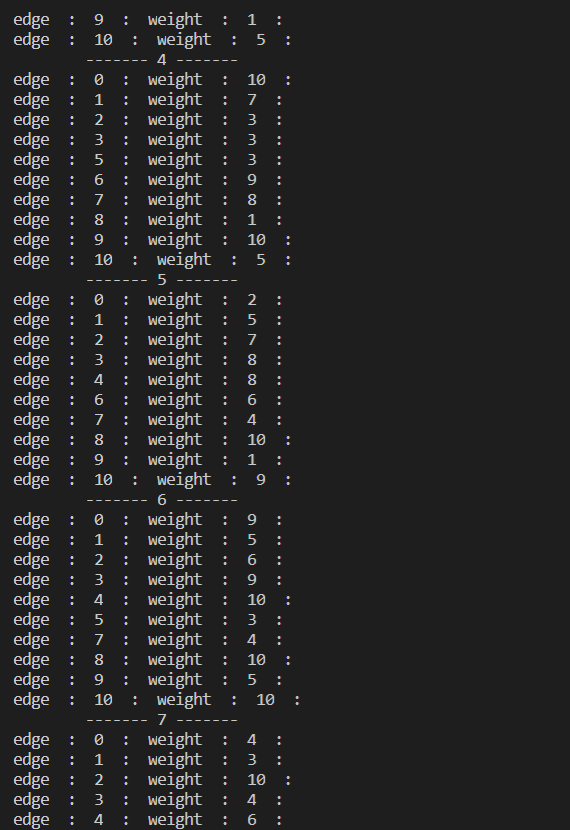 edge  :  9  :  weight  :  1  :
edge  :  10  :  weight  :  5  :
        ------- 4 -------
edge  :  0  :  weight  :  10  :
edge  :  1  :  weight  :  7  :
edge  :  2  :  weight  :  3  :
edge  :  3  :  weight  :  3  :
edge  :  5  :  weight  :  3  :
edge  :  6  :  weight  :  9  :
edge  :  7  :  weight  :  8  :
edge  :  8  :  weight  :  1  :
edge  :  9  :  weight  :  10  :
edge  :  10  :  weight  :  5  :
        ------- 5 -------
edge  :  0  :  weight  :  2  :
edge  :  1  :  weight  :  5  :
edge  :  2  :  weight  :  7  :
edge  :  3  :  weight  :  8  :
edge  :  4  :  weight  :  8  :
edge  :  6  :  weight  :  6  :
edge  :  7  :  weight  :  4  :
edge  :  8  :  weight  :  10  :
edge  :  9  :  weight  :  1  :
edge  :  10  :  weight  :  9  :
        ------- 6 -------
edge  :  0  :  weight  :  9  :
edge  :  1  :  weight  :  5  :
edge  :  2  :  weight  :  6  :
edge  :  3  :  weight  :  9  :
edge  :  4  :  weight  :  10  :
edge  :  5  :  weight  :  3  :
edge  :  7  :  weight  :  4  :
edge  :  8  :  weight  :  10  :
edge  :  9  :  weight  :  5  :
edge  :  10  :  weight  :  10  :
        ------- 7 -------
edge  :  0  :  weight  :  4  :
edge  :  1  :  weight  :  3  :
edge  :  2  :  weight  :  10  :
edge  :  3  :  weight  :  4  :
edge  :  4  :  weight  :  6  :